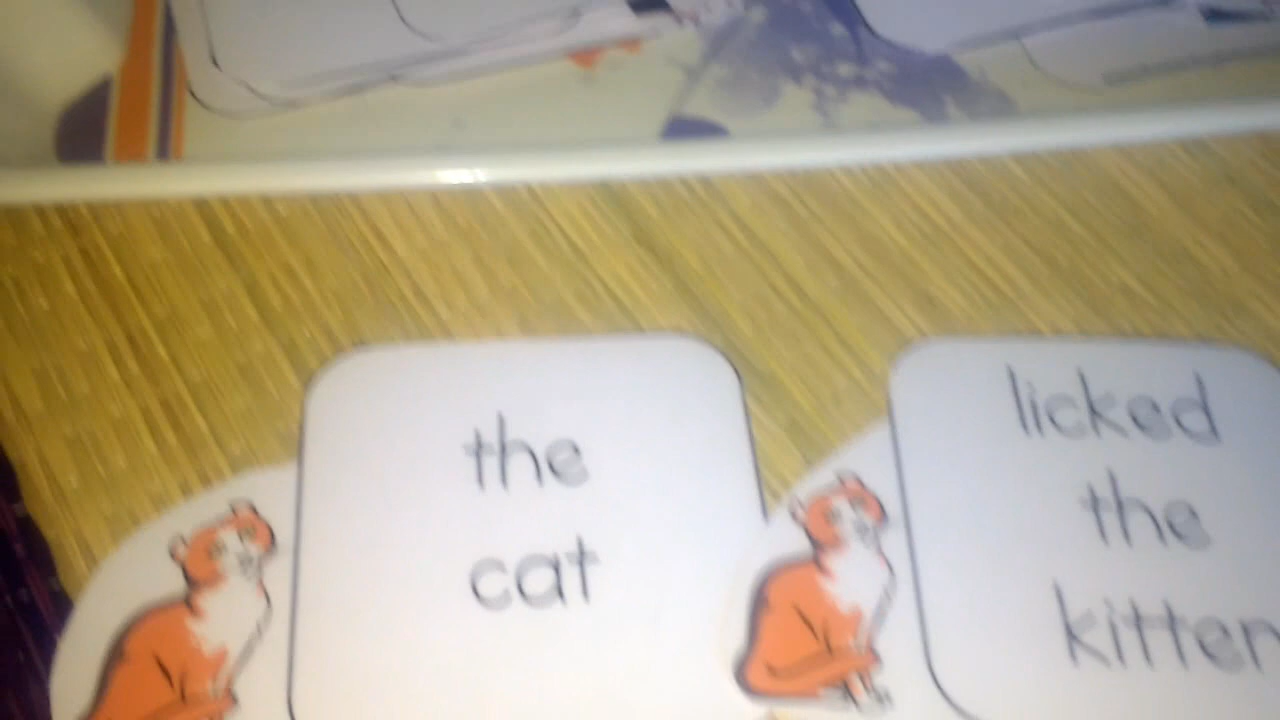 the
cat
licked
the
kitten